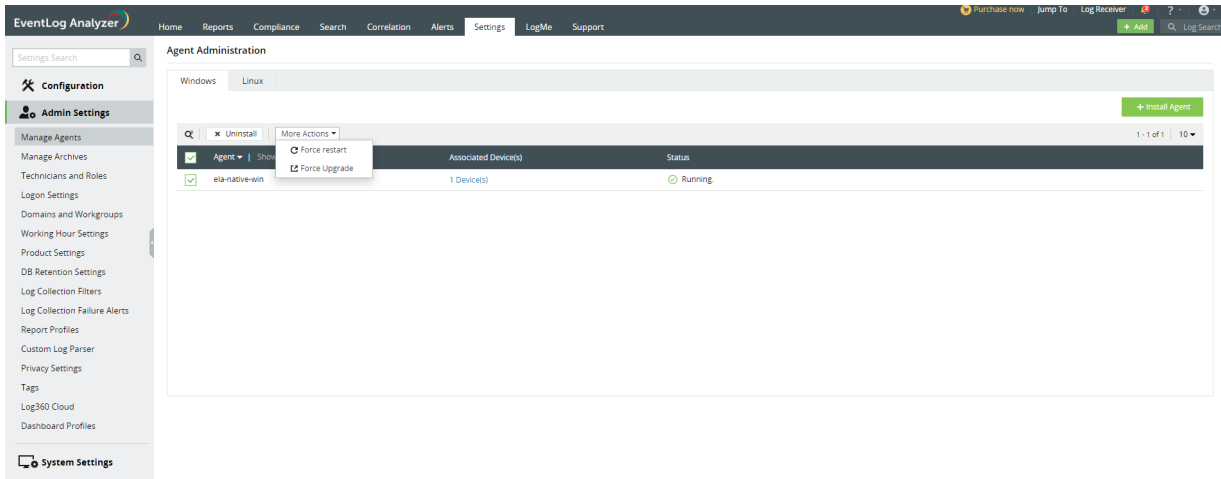 Purchase now Jump To Log Receiver ?
EventLog Analyzer
Home Reports Compliance Search Correlation Alerts Settings LogMe Support
+ Add Log Search
Agent Administration
Settings Search
Windows Linux
Configuration
+ Install Agent
Admin Settings
Uninstall More Actions 1 - 1 of 1 10
Manage Agents
Force restart
Manage Archives
Agent | Show Associated Device(s) Status
Force Upgrade
Technicians and Roles
ela-native-win 1 Device(s) Running.
Logon Settings
Domains and Workgroups
Working Hour Settings
Product Settings
DB Retention Settings
Log Collection Filters
Log Collection Failure Alerts
Report Profiles
Custom Log Parser
Privacy Settings
Tags
Log360 Cloud
Dashboard Profiles
System Settings